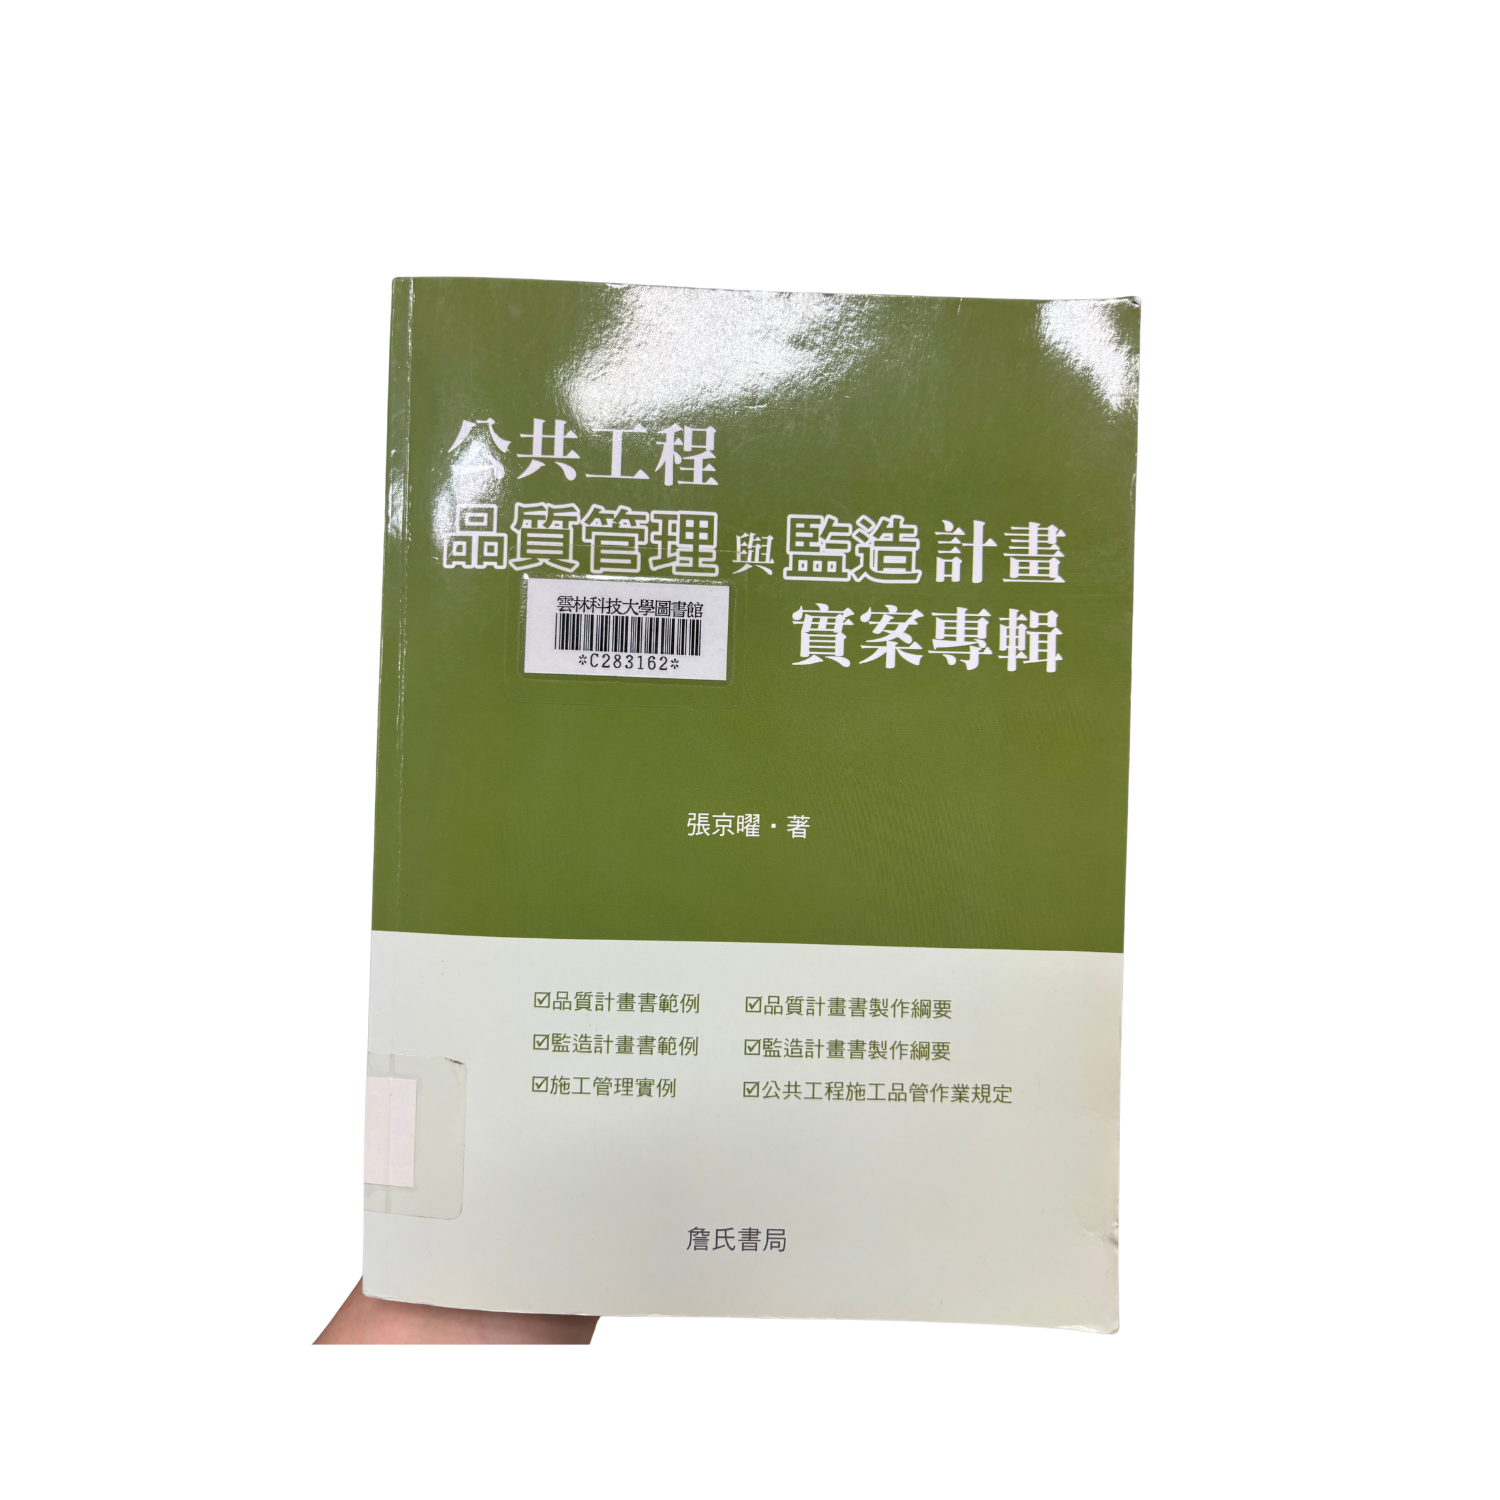 公共工程
品質管理與監造計畫
實案專輯
雲林科技大學圖書館
*C283162*
張京曜・著
☑品質計畫書範例
☑監造計畫書範例
☑施工管理實例
☑品質計畫書製作綱要
☑監造計畫書製作綱要
☑公共工程施工品管作業規定
詹氏書局